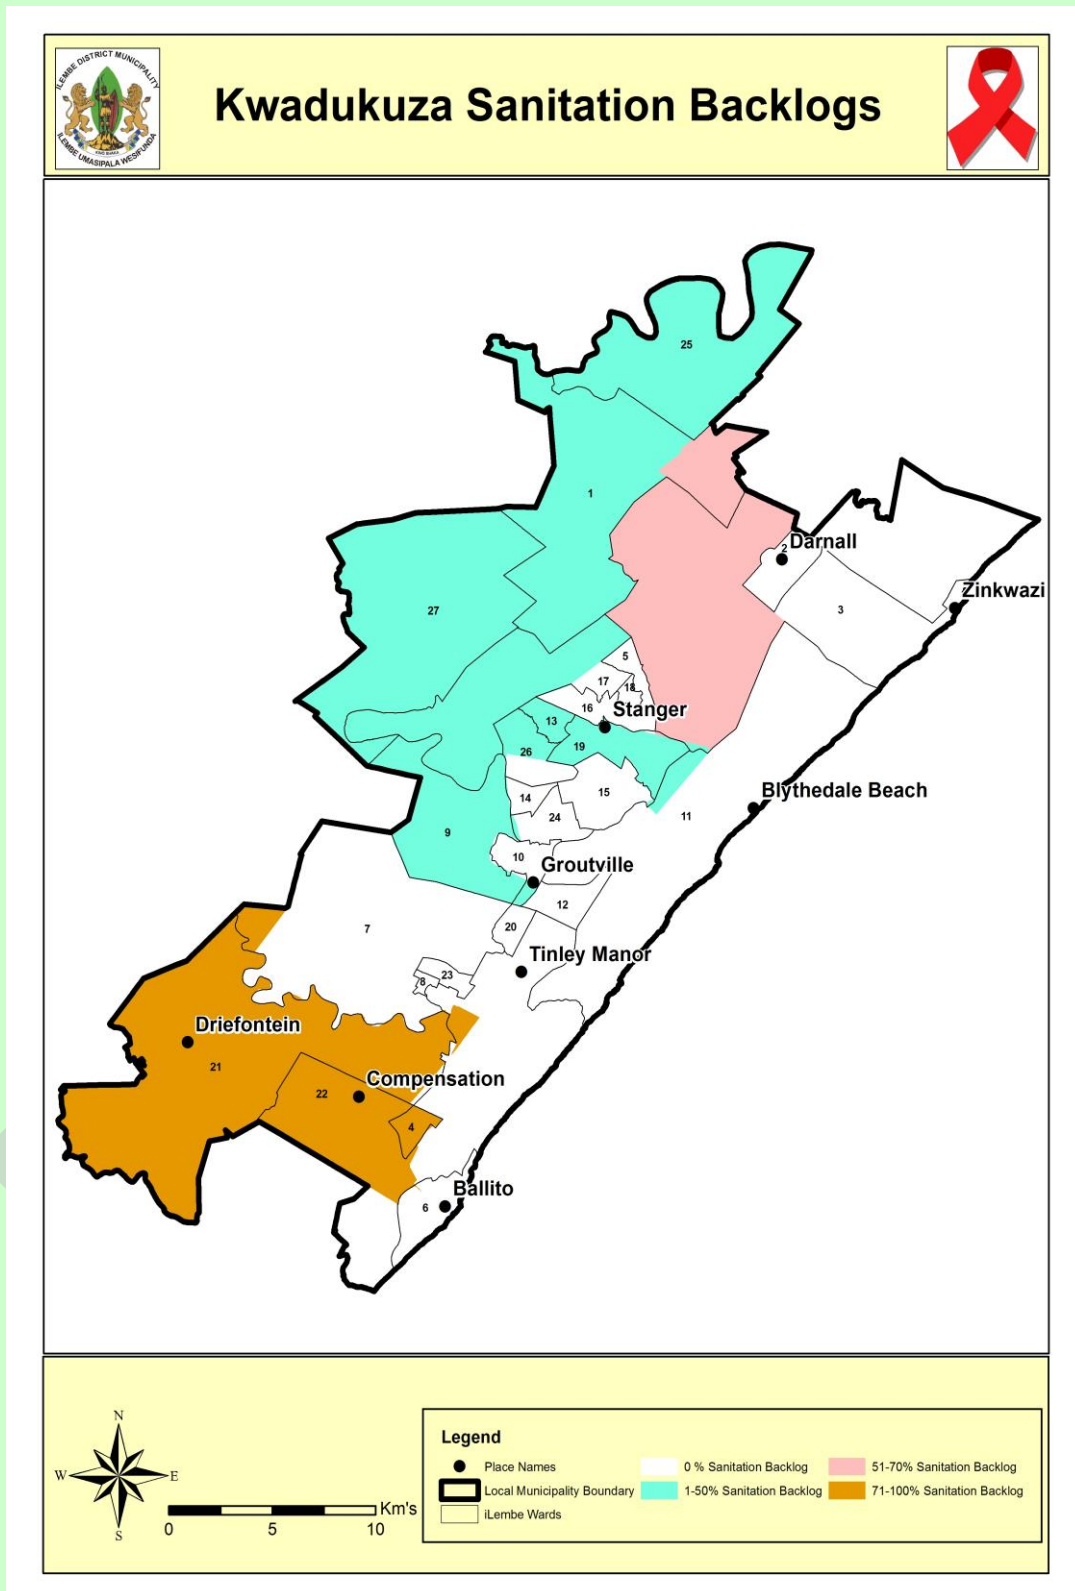 ILEMBE DISTRICT MUNICIPALITY
ILEMBE UMASIPALA WESIFUNDA
Kwadukuza Sanitation Backlogs
25
1
2
Darnall
Zinkwazi
27
3
5
17
18
16
Stanger
13
26
19
Blythedale Beach
14
15
24
11
9
10
Groutville
12
7
20
Tinley Manor
23
8
Driefontein
21
Compensation
22
4
Ballito
6
N
W
E
S
Km's
0 5 10
Legend
Place Names
Local Municipality Boundary
iLembe Wards
0 % Sanitation Backlog
1-50% Sanitation Backlog
51-70% Sanitation Backlog
71-100% Sanitation Backlog